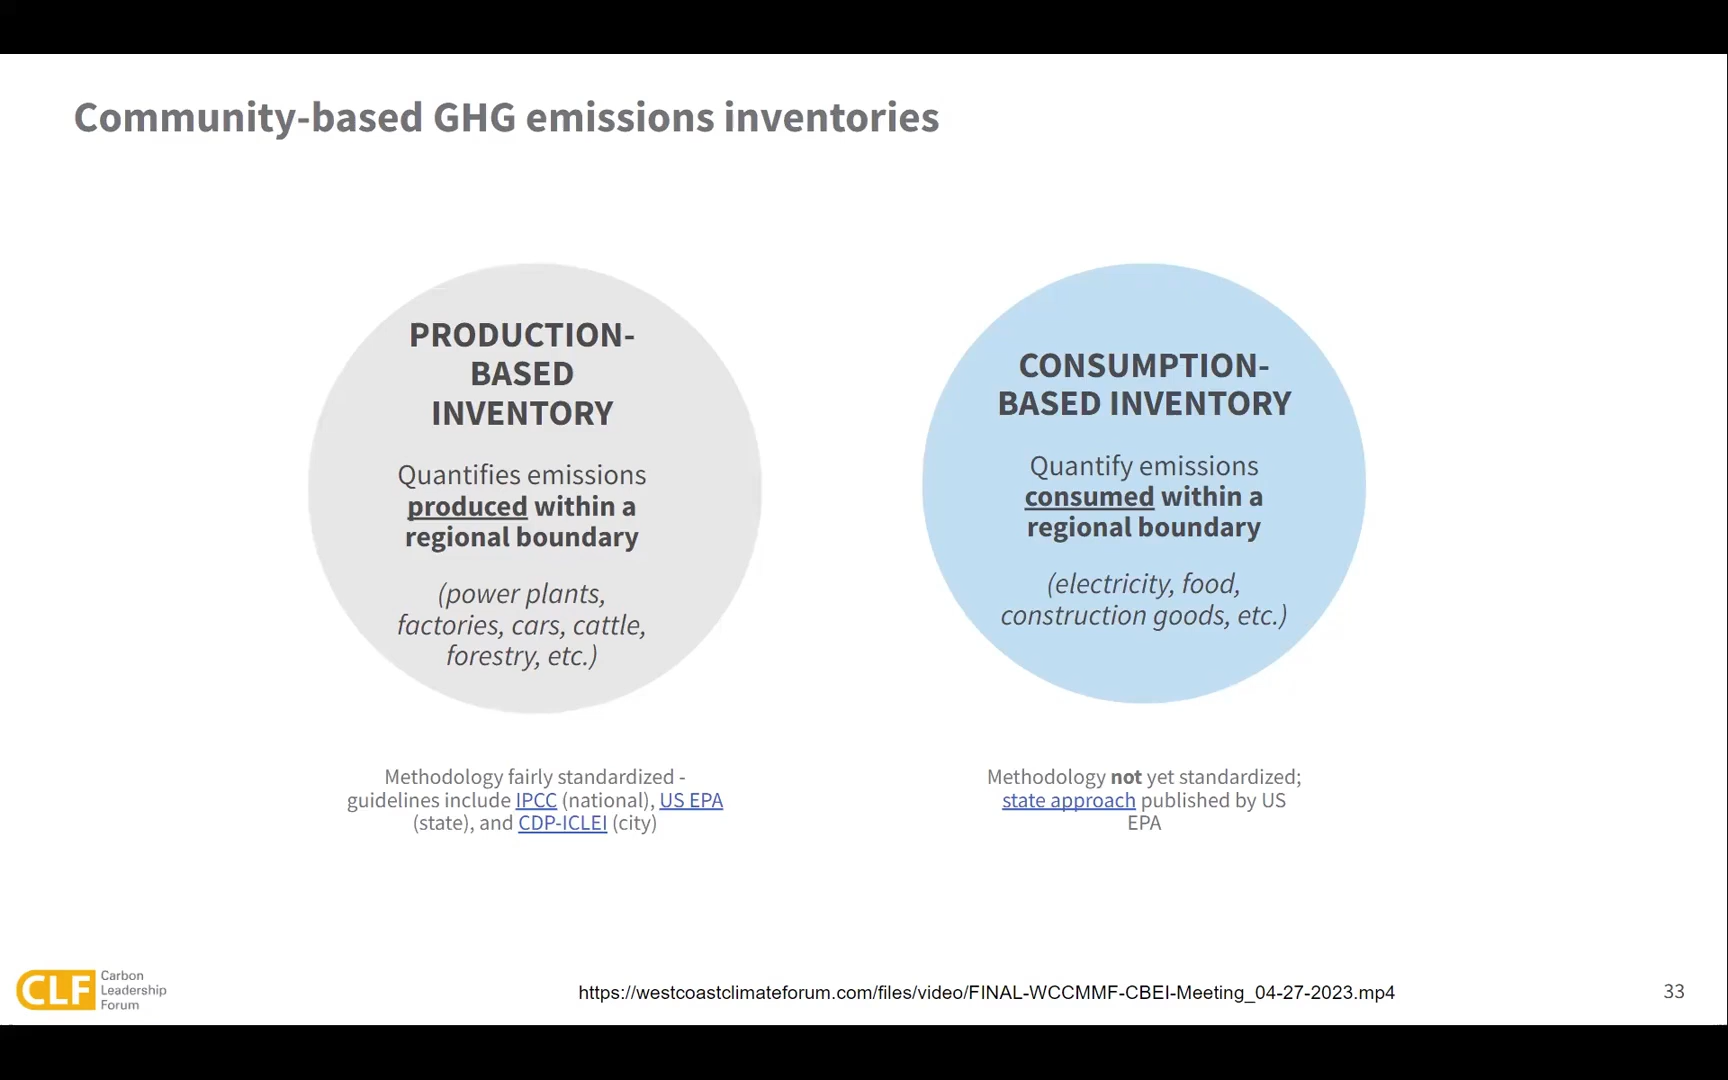 Community-based GHG emissions inventories
PRODUCTION-
BASED
INVENTORY
Quantifies emissions
produced within a
regional boundary
(power plants,
factories, cars, cattle,
forestry, etc.)
CONSUMPTION-
BASED INVENTORY
Quantify emissions
consumed within a
regional boundary
(electricity, food,
construction goods, etc.)
Methodology fairly standardized -
guidelines include IPCC (national), US EPA
(state), and CDP-ICLEI (city)
Methodology not yet standardized;
state approach published by US
EPA
CLF
Carbon
Leadership
Forum
https://westcoastclimateforum.com/files/video/FINAL-WCCMMF-CBEI-Meeting_04-27-2023.mp4
33